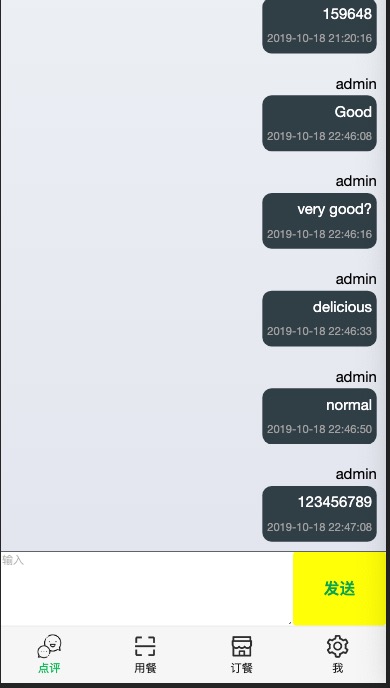 159648
2019-10-18 21:20:16
admin
Good
2019-10-18 22:46:08
admin
very good?
2019-10-18 22:46:16
admin
delicious
2019-10-18 22:46:33
admin
normal
2019-10-18 22:46:50
admin
123456789
2019-10-18 22:47:08
输入
发送
点评 用餐 订餐 我